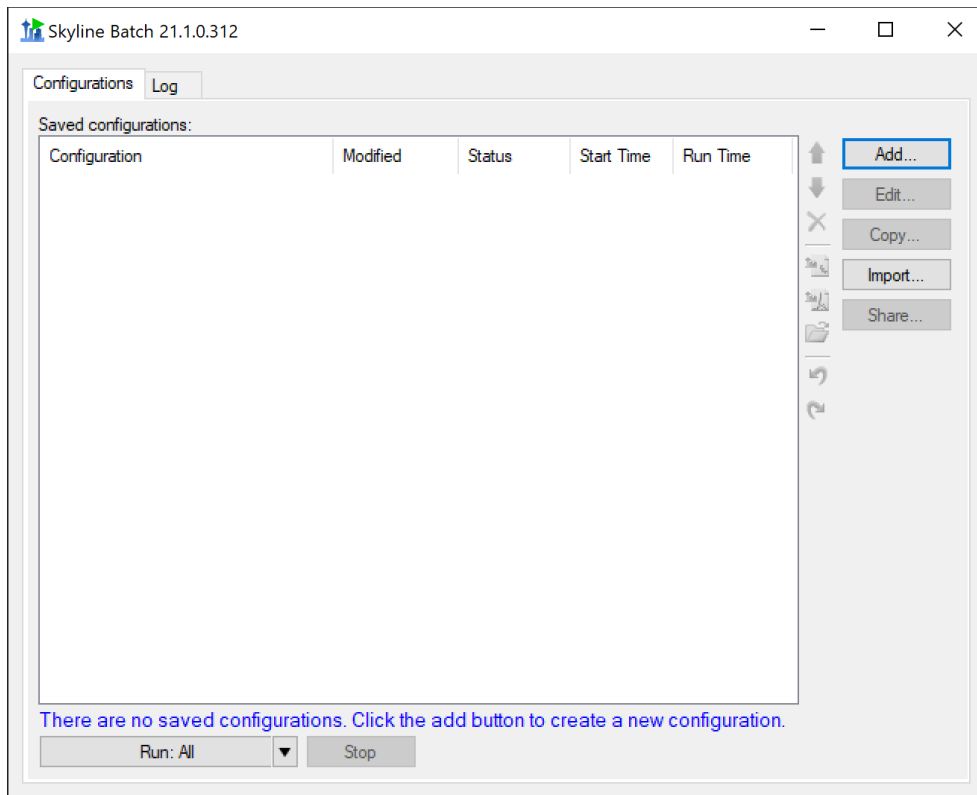 Skyline Batch 21.1.0.312
Configurations
Log
Saved configurations:
Configuration Modified Status Start Time Run Time
Add...
Edit...
Copy...
Import...
Share...
There are no saved configurations. Click the add button to create a new configuration.
Run: All
Stop